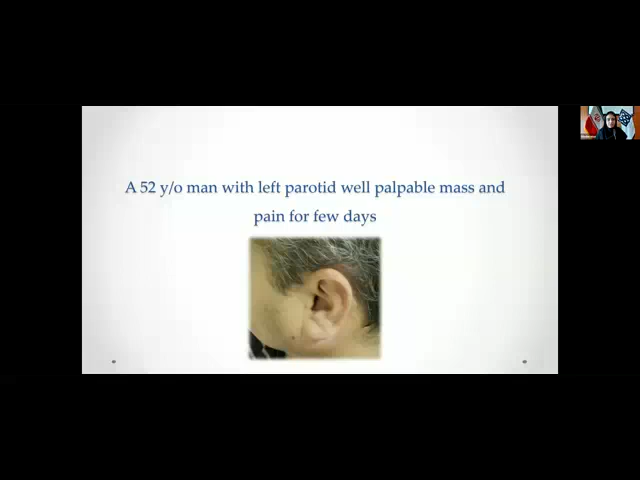 A 52 y/o man with left parotid well palpable mass and
pain for few days